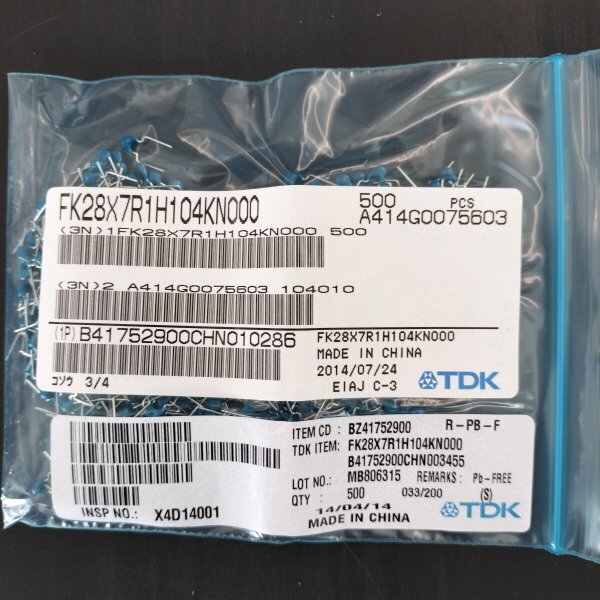 FK28X7R1H104KN000
500 PCS
A414G0075603
(3N)1FK28X7R1H104KN000 500
(3N)2 A414G0075603 104010
(1P) B41752900CHN010286
FK28X7R1H104KN000
MADE IN CHINA
2014/07/24
EIAJ C-3
TDK
コソウ 3/4
ITEM CD : BZ41752900 R-PB-F
TDK ITEM: FK28X7R1H104KN000
B41752900CHN003455
LOT NO.: MB806315 REMARKS: Pb-FREE
QTY : 500 033/200 (S)
14/04/14
MADE IN CHINA
TDK
INSP NO.: X4D14001